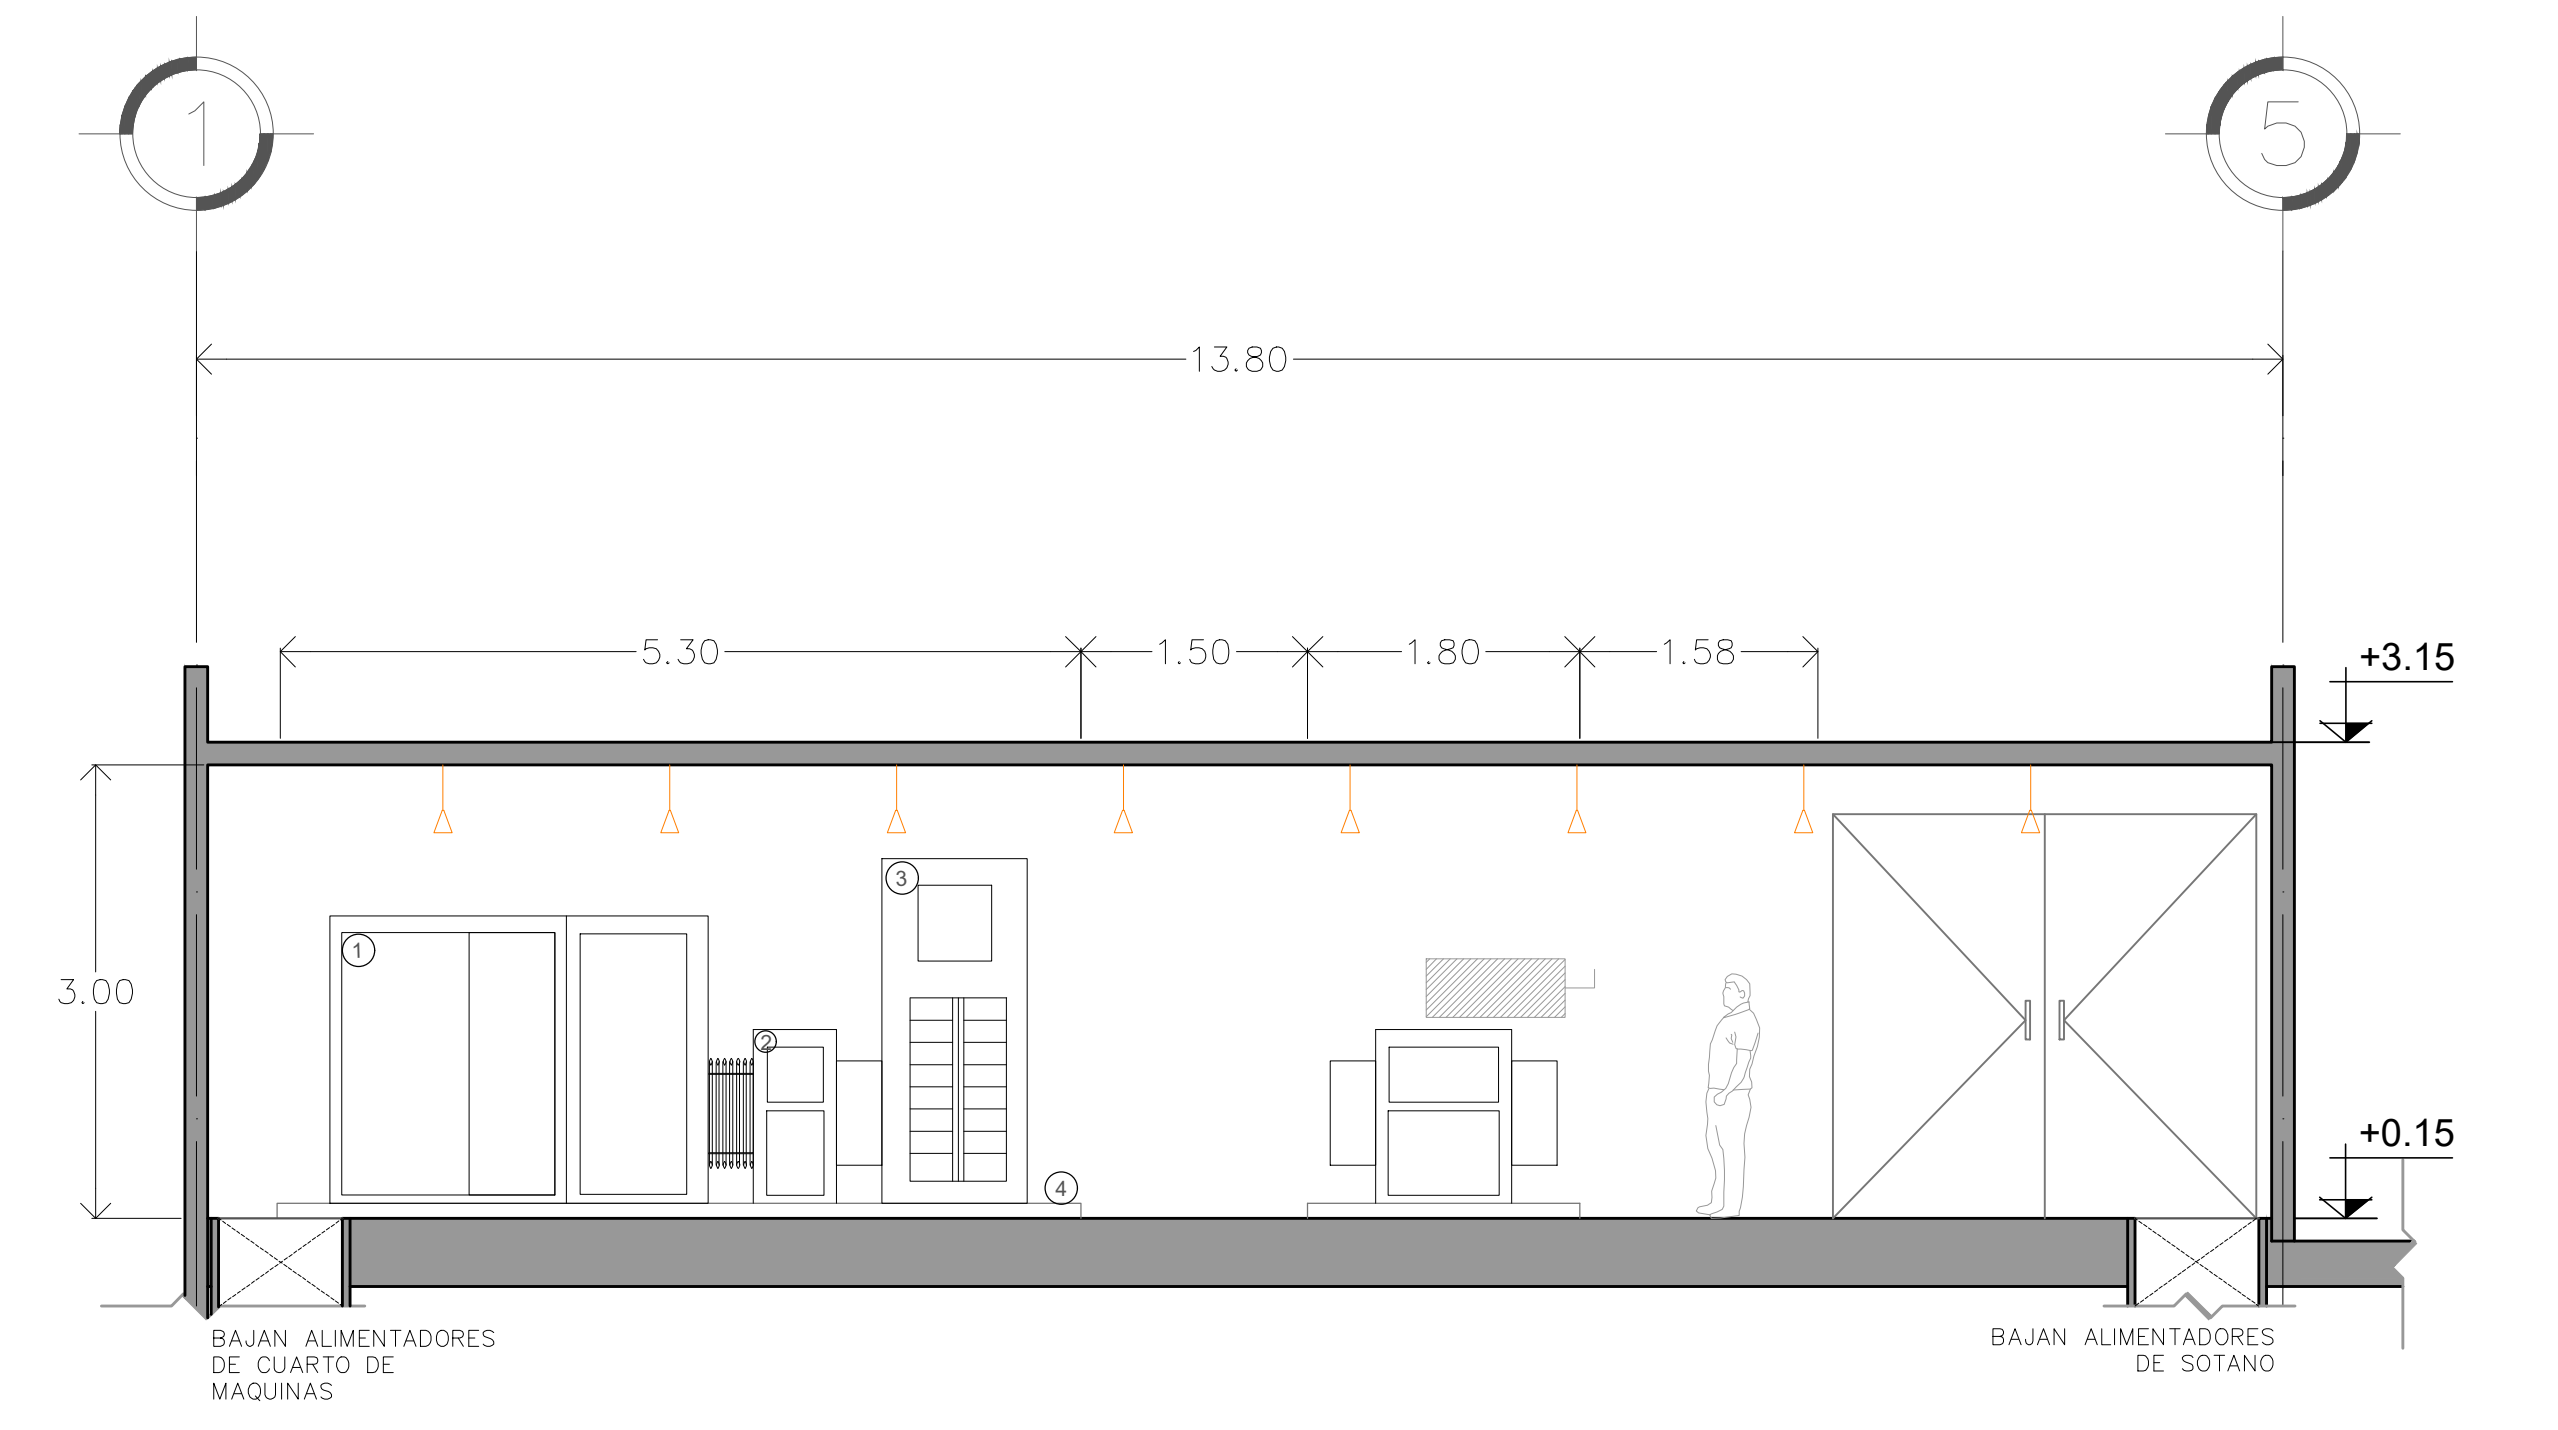 1
5
13.80
5.30
1.50
1.80
1.58
+3.15
3
1
3.00
2
+0.15
4
BAJAN ALIMENTADORES
DE CUARTO DE
MAQUINAS
BAJAN ALIMENTADORES
DE SOTANO